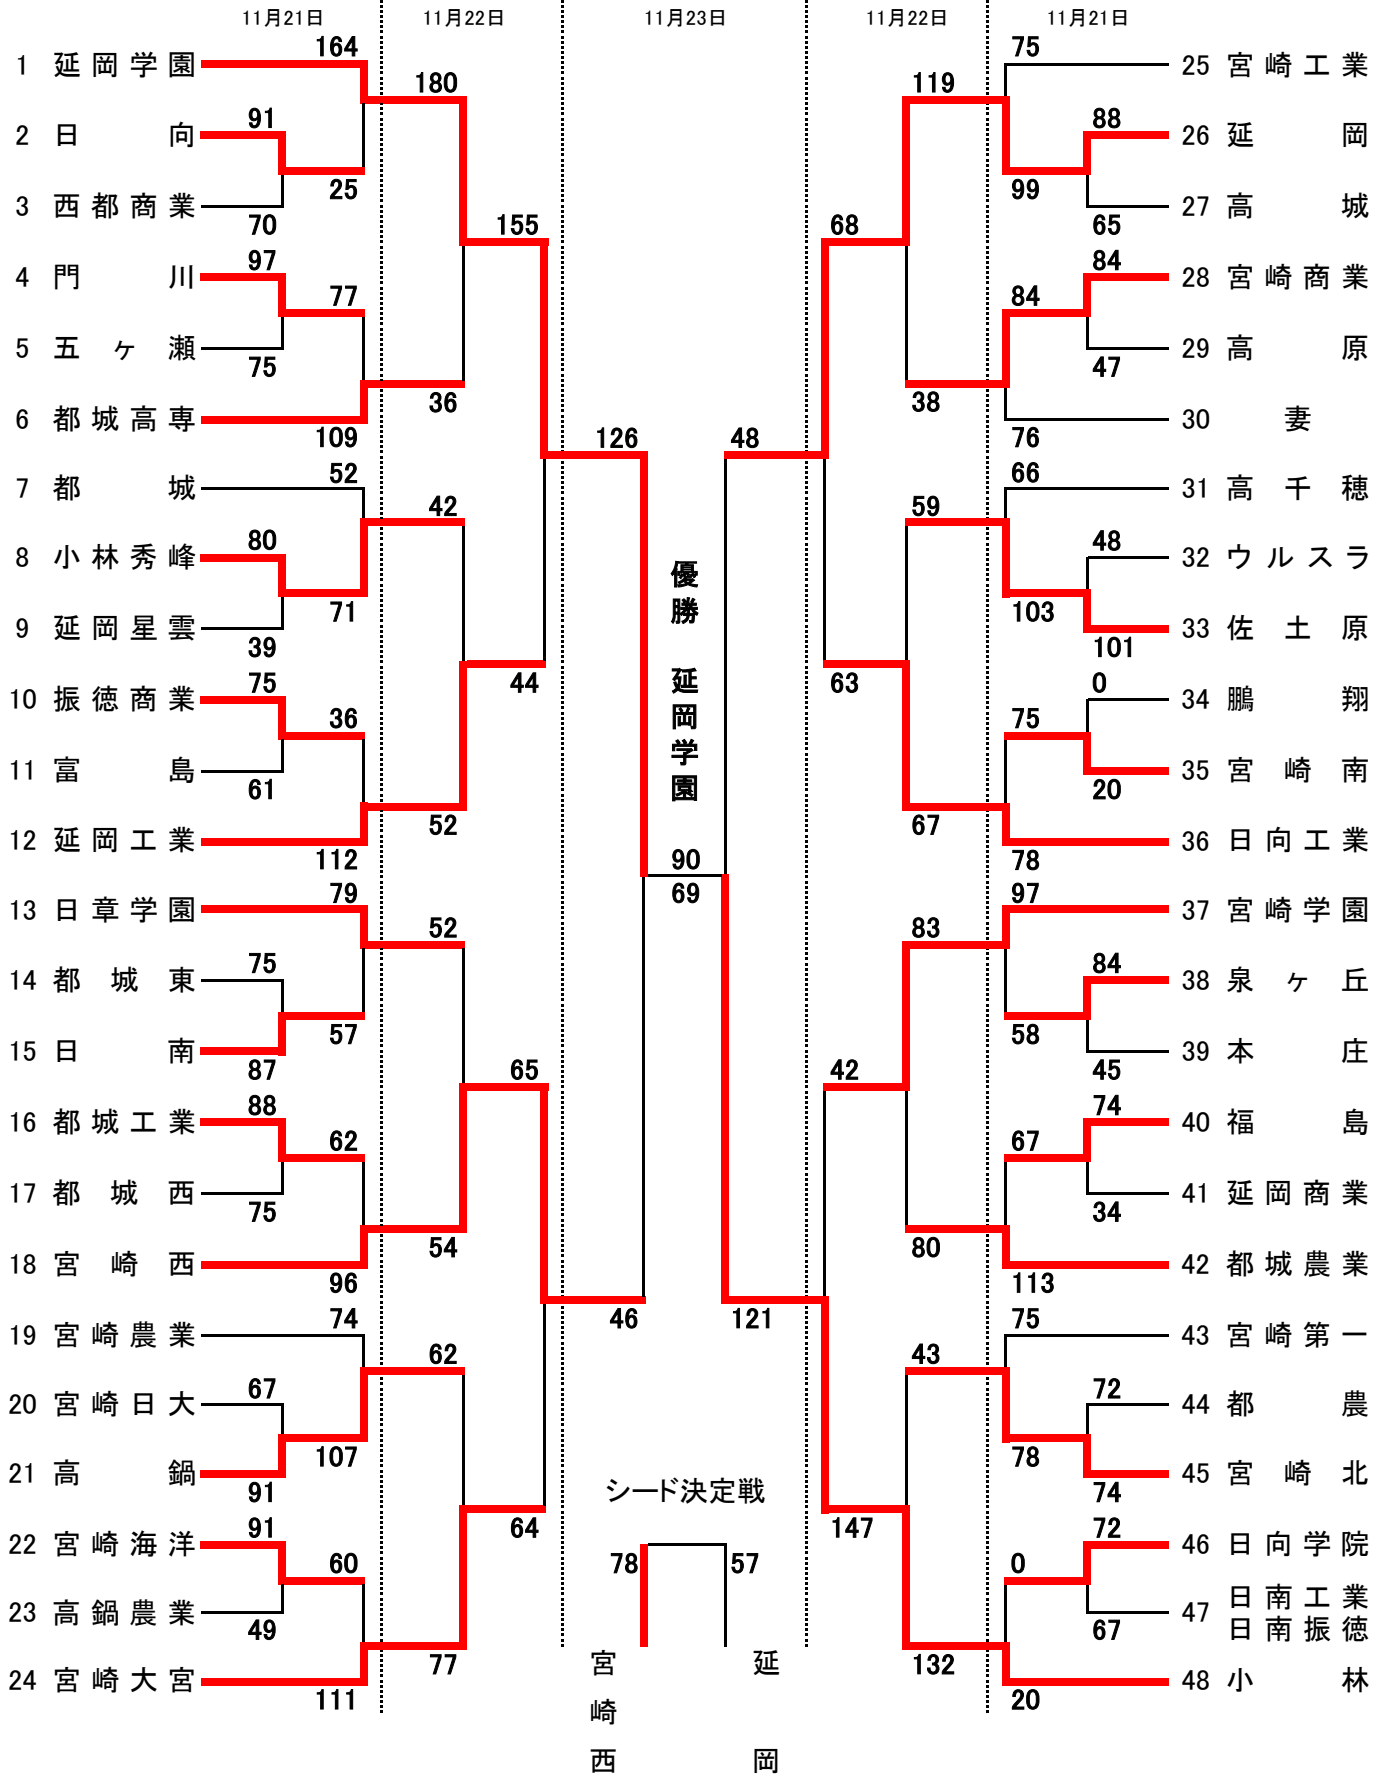 11月21日 11月22日 11月23日 11月22日 11月21日
164 75
1 延岡学園 25 宮崎工業
180 119
91 88
2 日向 26 延岡
25 99
3 西都商業 27 高城
70 155 68 65
97 84
4 門川 28 宮崎商業
77 84
5 五ヶ瀬 29 高原
75 47
36 38
6 都城高専 30 妻
109 126 48 76
52 66
7 都城 31 高千穂
42 59
80 48
8 小林秀峰 32 ウルスラ
71 103
9 延岡星雲 33 佐土原
39 101
75 44 63 0
10 振徳商業 34 鵬翔
36 75
11 富島 35 宮崎南
61 20
52 67
12 延岡工業 36 日向工業
112 78
優勝 延岡学園
90
69
79 97
13 日章学園 37 宮崎学園
52 83
75 84
14 都城東 38 泉ヶ丘
57 58
15 日南 39 本庄
87 65 42 45
88 74
16 都城工業 40 福島
62 67
17 都城西 41 延岡商業
75 34
54 80
18 宮崎西 42 都城農業
96 113
74 46 121 75
19 宮崎農業 43 宮崎第一
62 43
67 72
20 宮崎日大 44 都農
107 78
21 高鍋 45 宮崎北
91 74
91 64 147 72
22 宮崎海洋 46 日向学院
60 0
23 高鍋農業 47 日南工業
日南振徳
49 67
77 132
24 宮崎大宮 48 小林
111 20
シード決定戦
78 57
宮崎西 延岡